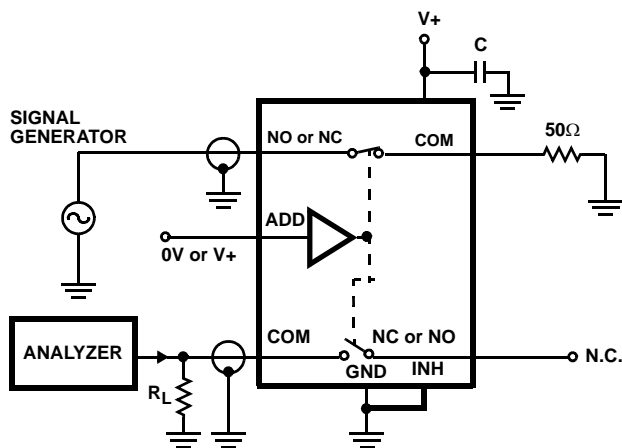 V+
C
SIGNAL
GENERATOR
NO or NC
COM
50Ω
ADD
0V or V+
COM
NC or NO
ANALYZER
GND
INH
N.C.
RL